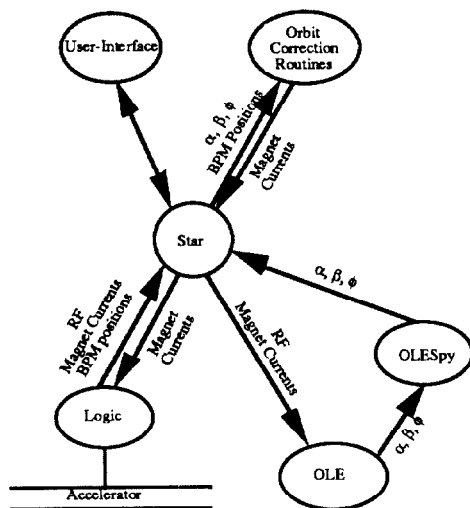 User-Interface
Orbit
Correction
Routines
α, β, φ
BPM Positions
Magnet
Currents
Star
α, β, φ
RF
Magnet Currents
BPM positions
Magnet
Currents
RF
Magnet Currents
OLESpy
Logic
α, β, φ
OLE
Accelerator